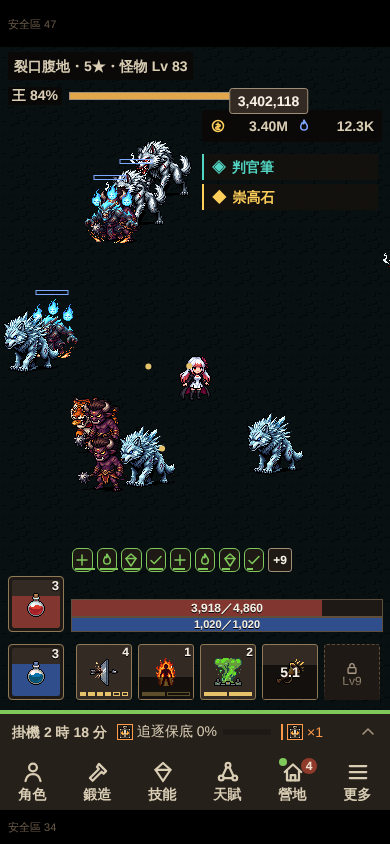 安全區 47
裂口腹地・5★・怪物 Lv 83
王 84%
3,402,118
3.40M 12.3K
判官筆
崇高石
+9
3
3,918／4,860
1,020／1,020
3 4 1 2 5.1 Lv9
掛機 2 時 18 分 追逐保底 0% ×1
4
角色 鍛造 技能 天賦 營地 更多
安全區 34